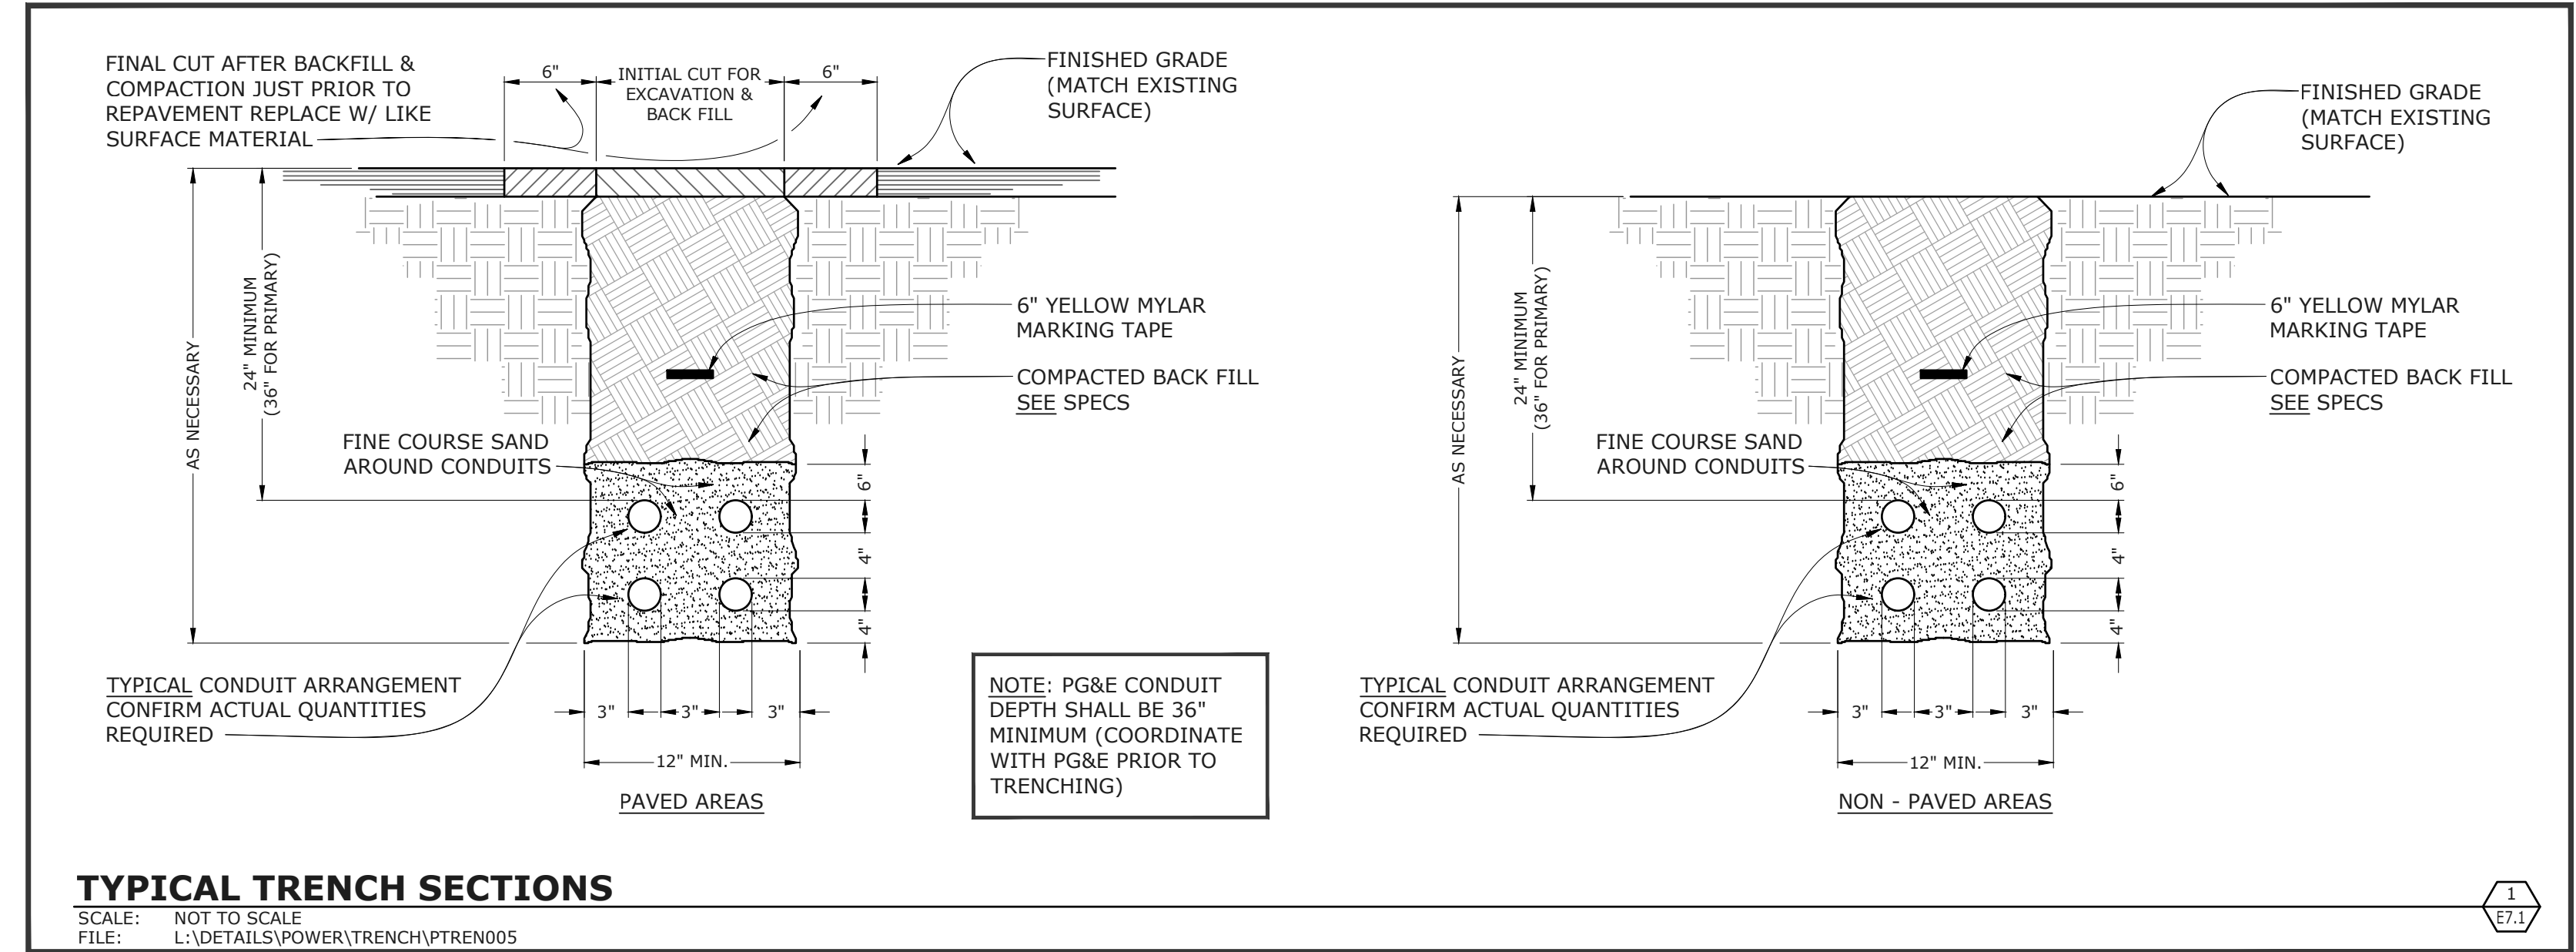 FINAL CUT AFTER BACKFILL &
COMPACTION JUST PRIOR TO
REPAVEMENT REPLACE W/ LIKE
SURFACE MATERIAL
6"
INITIAL CUT FOR
EXCAVATION &
BACK FILL
6"
FINISHED GRADE
(MATCH EXISTING
SURFACE)
AS NECESSARY
24" MINIMUM
(36" FOR PRIMARY)
6" YELLOW MYLAR
MARKING TAPE
COMPACTED BACK FILL
SEE SPECS
FINE COURSE SAND
AROUND CONDUITS
6"
4"
4"
TYPICAL CONDUIT ARRANGEMENT
CONFIRM ACTUAL QUANTITIES
REQUIRED
3"
3"
3"
12" MIN.
PAVED AREAS
NOTE: PG&E CONDUIT
DEPTH SHALL BE 36"
MINIMUM (COORDINATE
WITH PG&E PRIOR TO
TRENCHING)
FINISHED GRADE
(MATCH EXISTING
SURFACE)
AS NECESSARY
24" MINIMUM
(36" FOR PRIMARY)
6" YELLOW MYLAR
MARKING TAPE
COMPACTED BACK FILL
SEE SPECS
FINE COURSE SAND
AROUND CONDUITS
6"
4"
4"
TYPICAL CONDUIT ARRANGEMENT
CONFIRM ACTUAL QUANTITIES
REQUIRED
3"
3"
3"
12" MIN.
NON - PAVED AREAS
TYPICAL TRENCH SECTIONS
SCALE: NOT TO SCALE
FILE: L:\DETAILS\POWER\TRENCH\PTREN005
1
E7.1